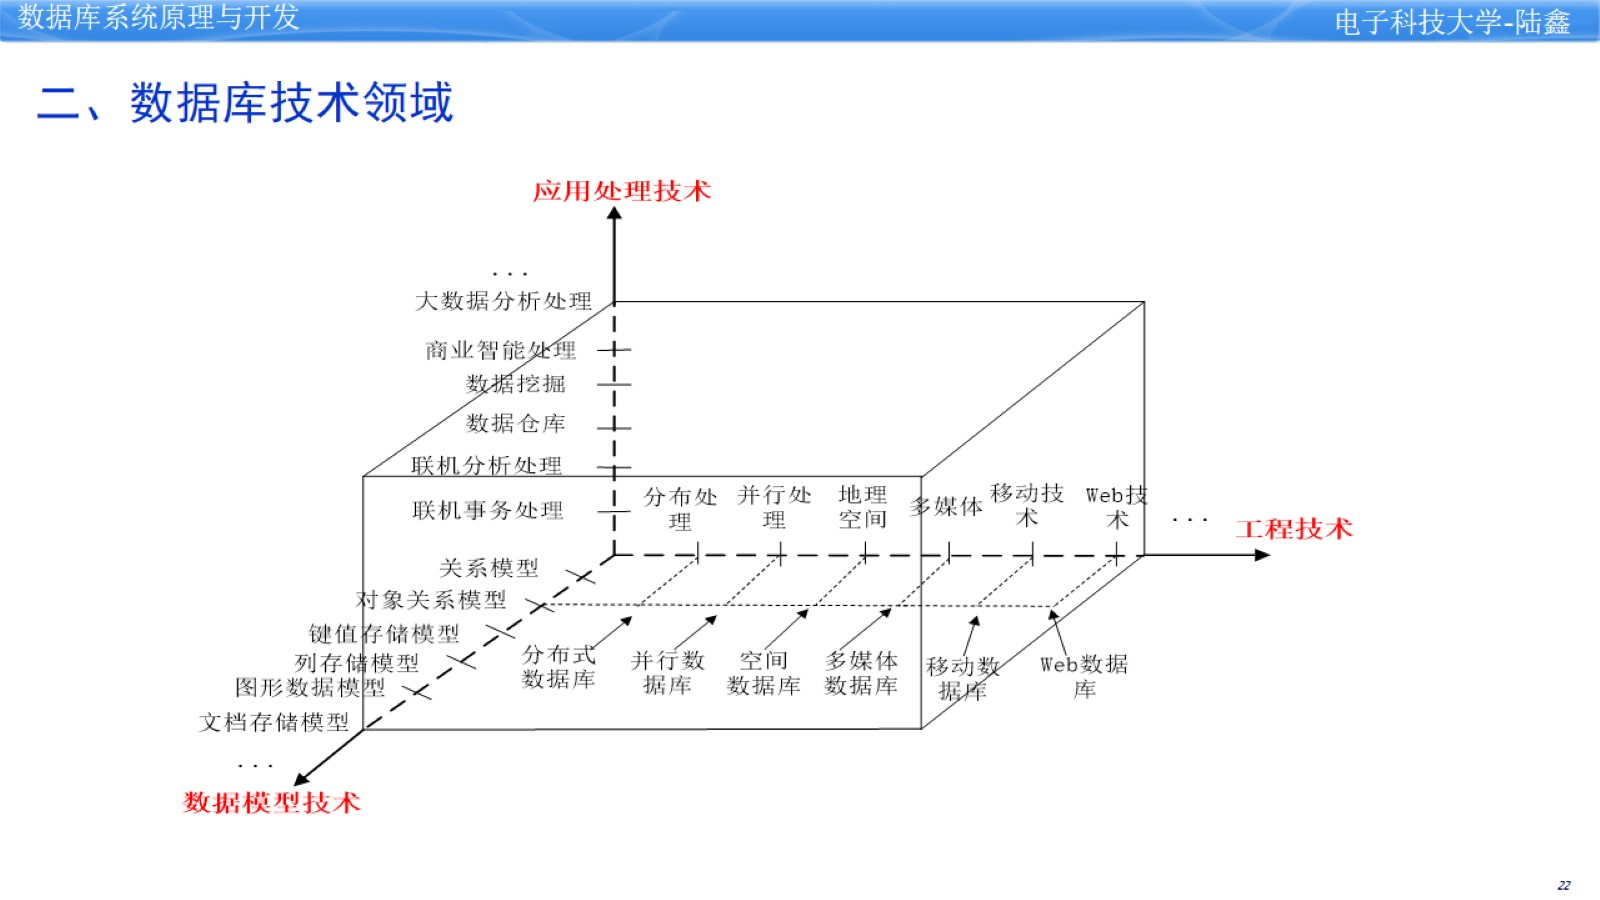 数据库系统原理与开发
电子科技大学-陆鑫
二、数据库技术领域
应用处理技术
...
大数据分析处理
商业智能处理
数据挖掘
数据仓库
联机分析处理
联机事务处理
分布处
理
并行处
理
地理
空间
多媒体
移动技
术
Web技
术
...
工程技术
关系模型
对象关系模型
键值存储模型
列存储模型
图形数据模型
文档存储模型
...
数据模型技术
分布式
数据库
并行数
据库
空间
数据库
多媒体
数据库
移动数
据库
Web数据
库
22